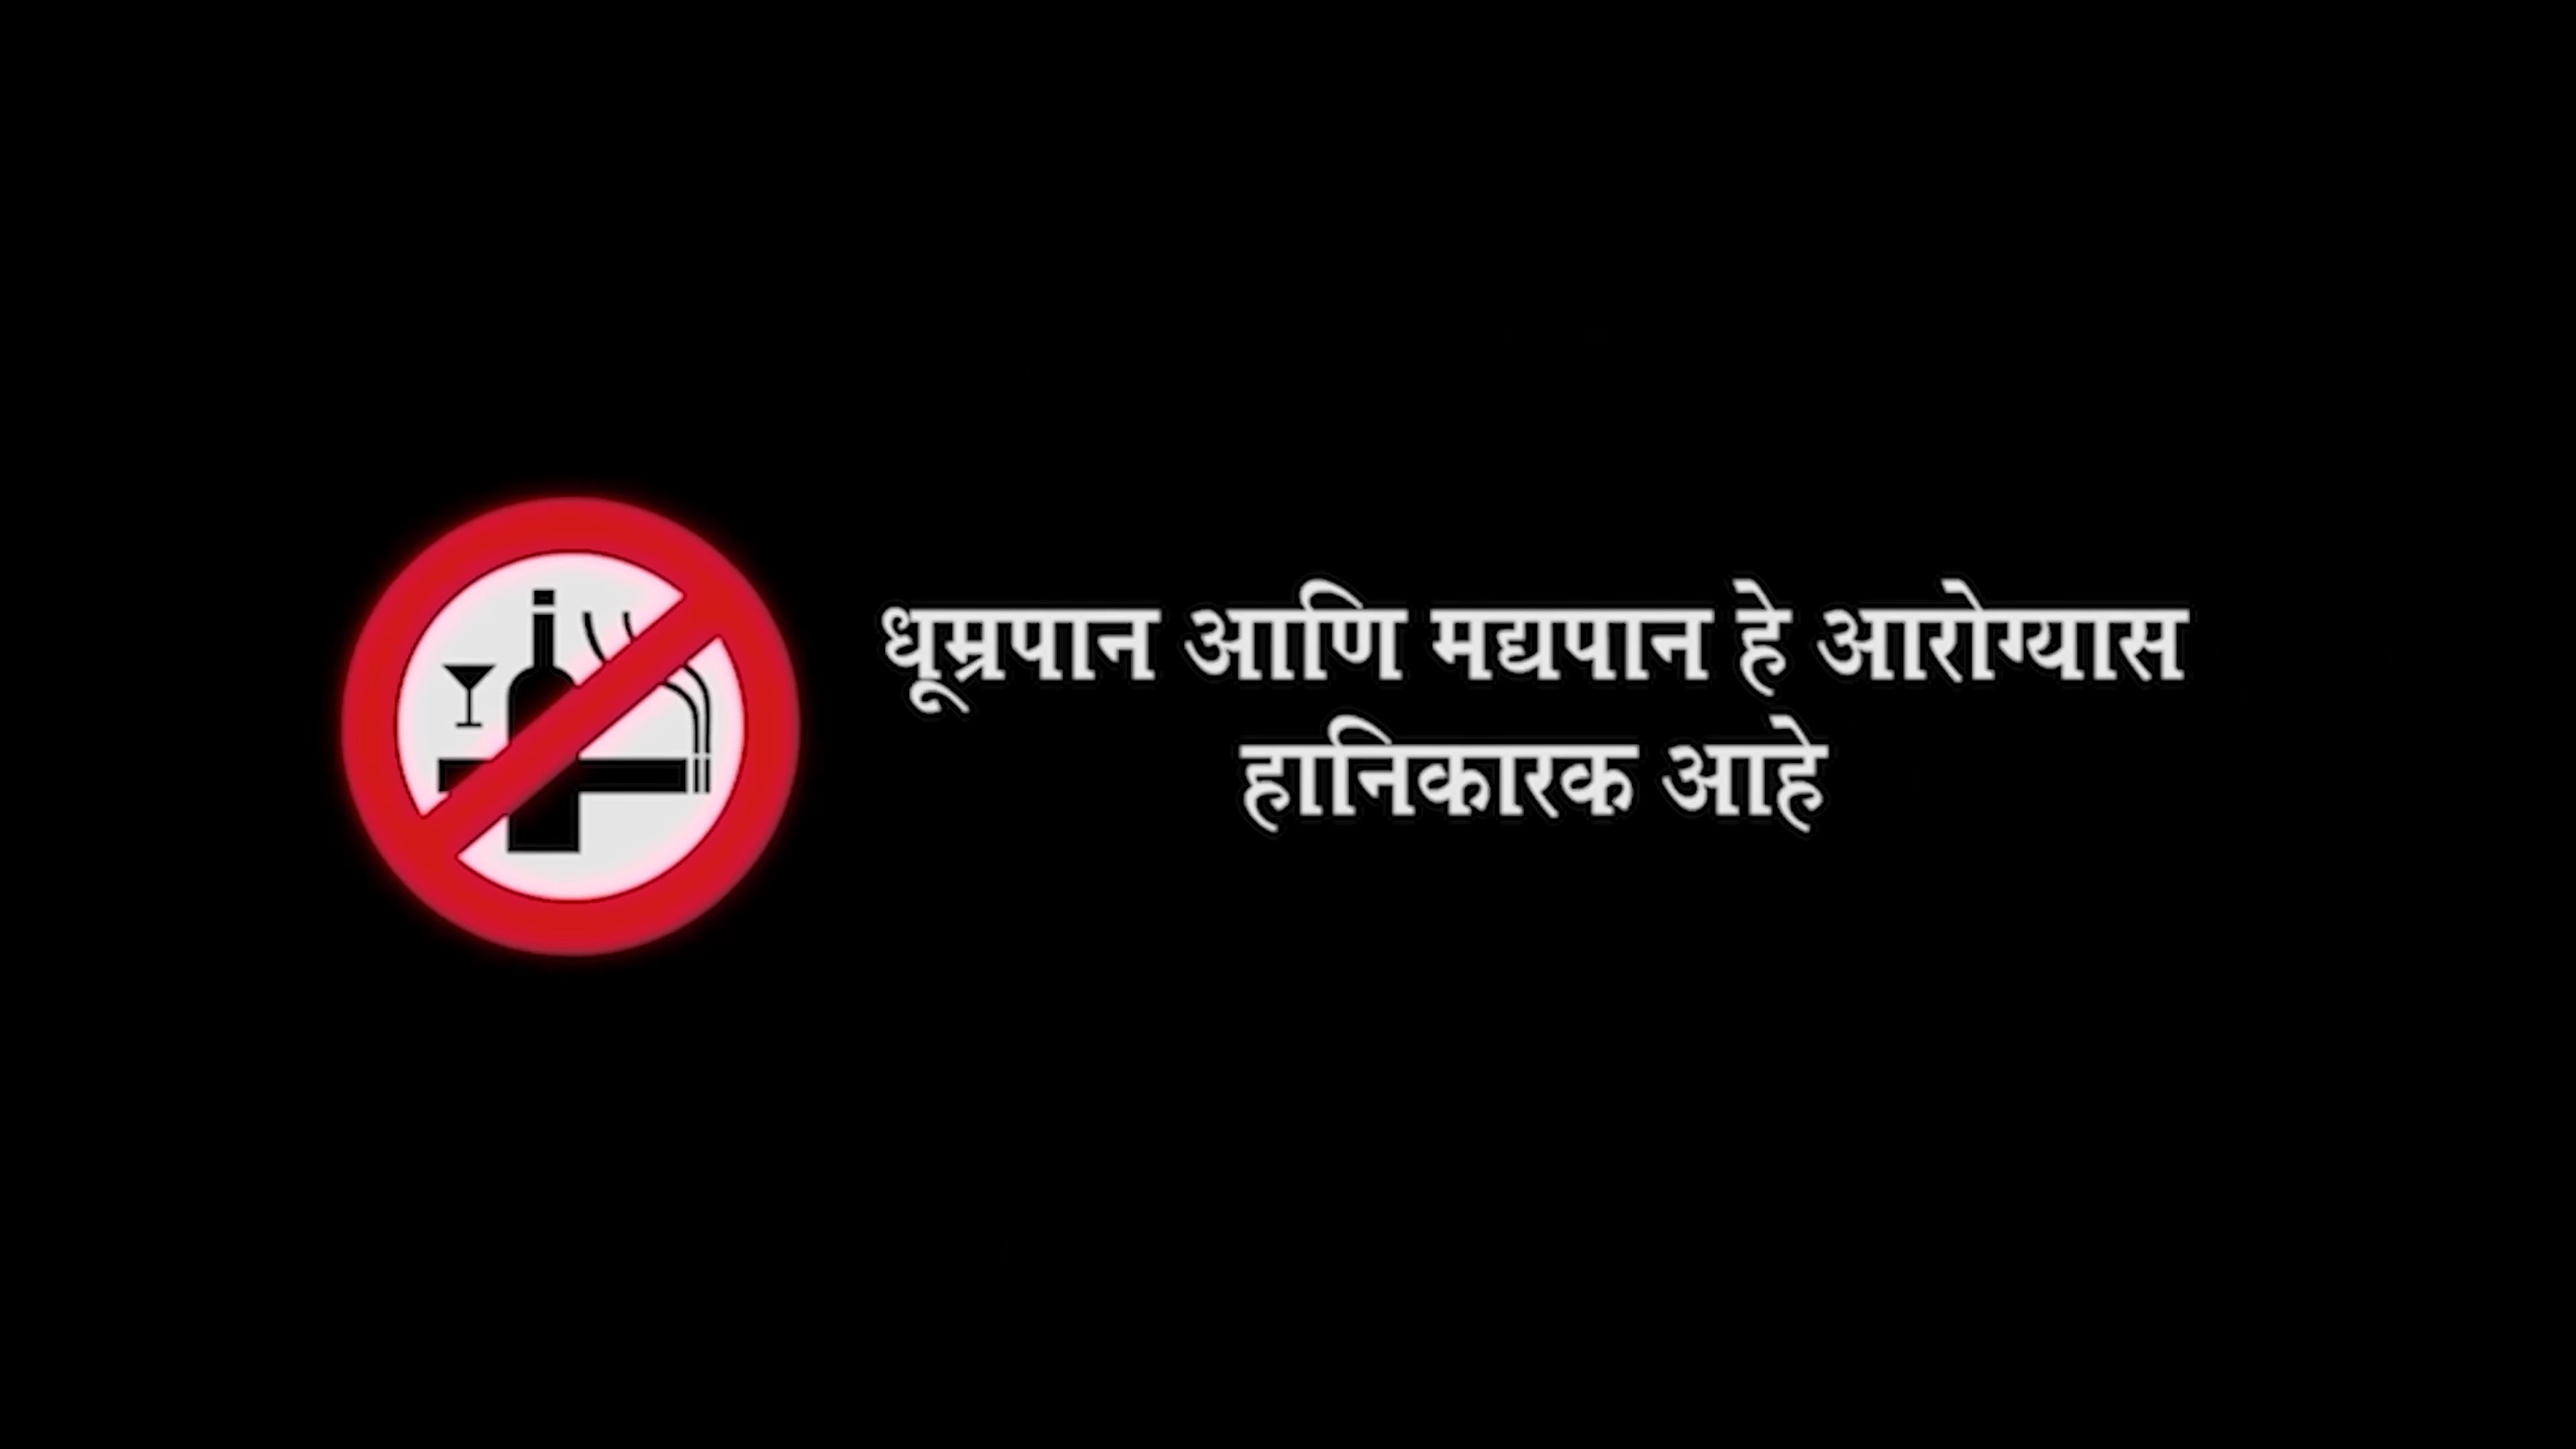 धूम्रपान आणि मद्यपान हे आरोग्यास
हानिकारक आहे